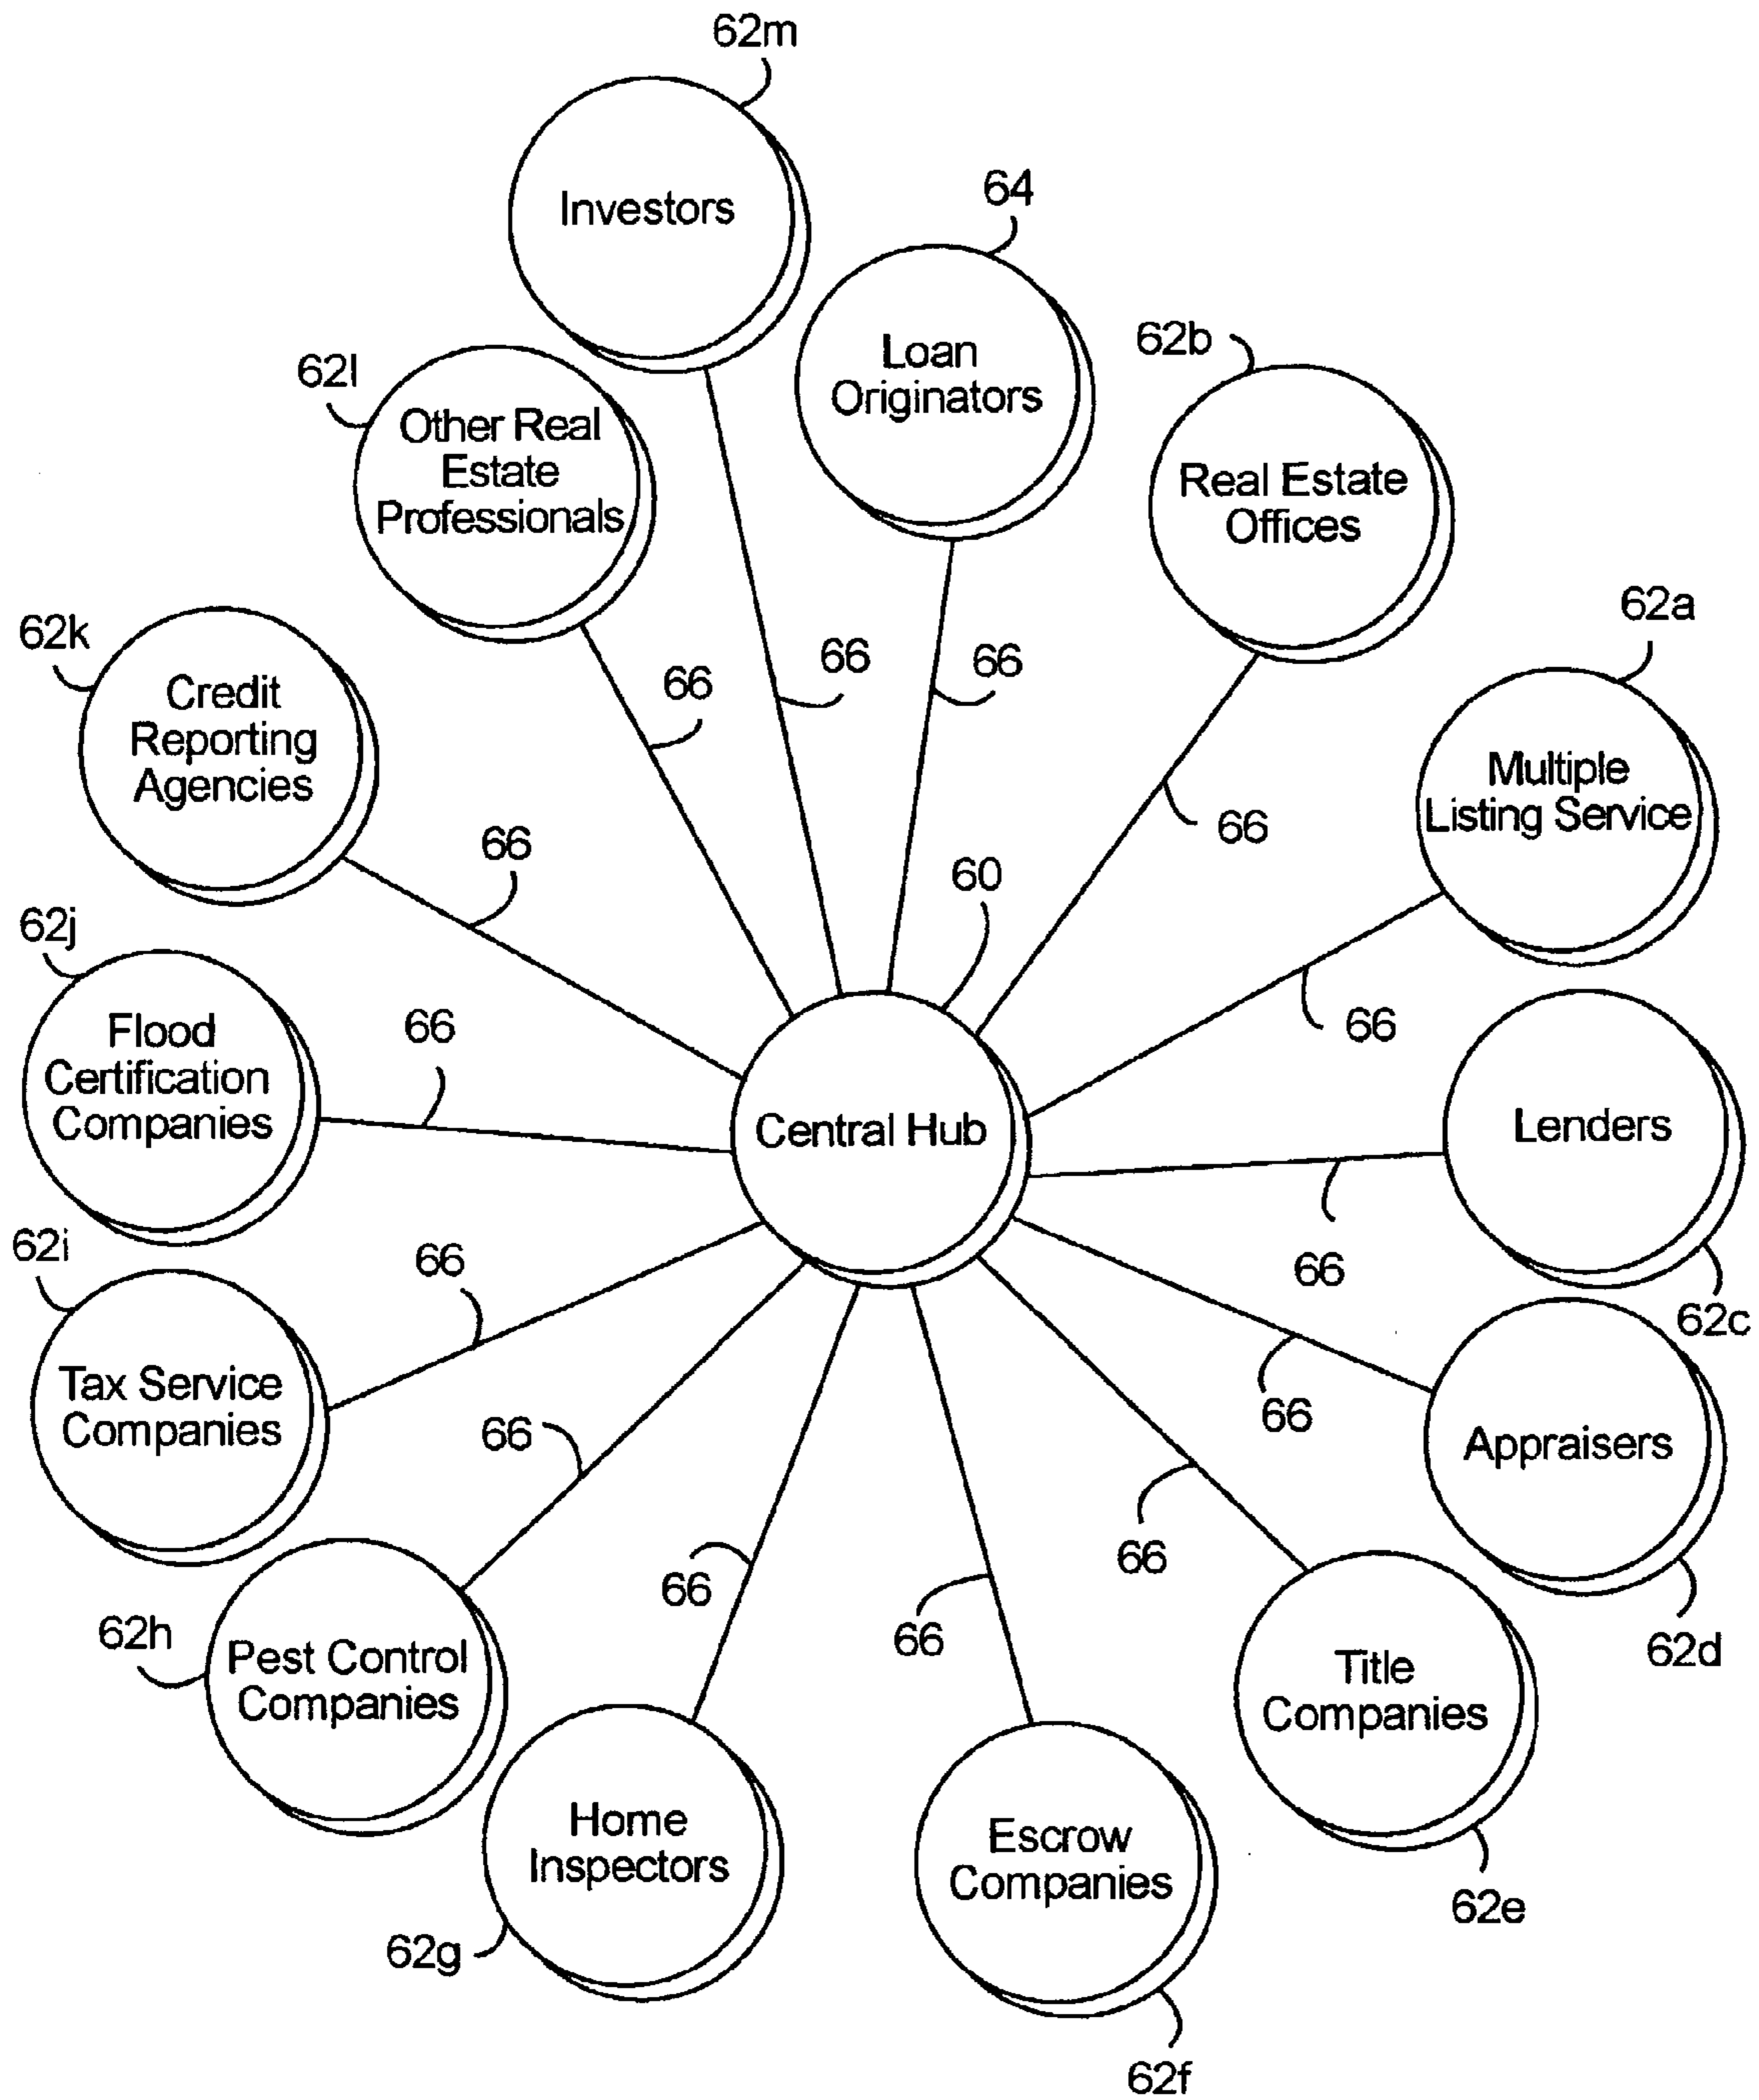 62m
Investors
64
Loan
Originators
62b
Real Estate
Offices
62l
Other Real
Estate
Professionals
62a
Multiple
Listing Service
62k
Credit
Reporting
Agencies
66
66
66
66
66
60
66
62j
Flood
Certification
Companies
66
Central Hub
Lenders
66
62c
62i
Tax Service
Companies
66
66
Appraisers
62d
66
66
66
66
62h
Pest Control
Companies
Title
Companies
62e
Home
Inspectors
62g
Escrow
Companies
62f